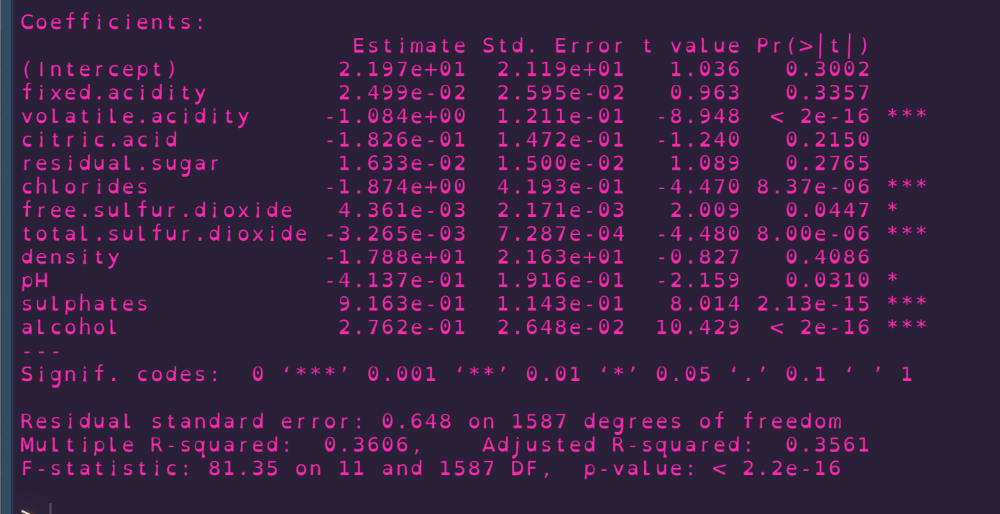 Coefficients:
                       Estimate Std. Error t value Pr(>|t|)
(Intercept)           2.197e+01  2.119e+01   1.036   0.3002
fixed.acidity         2.499e-02  2.595e-02   0.963   0.3357
volatile.acidity     -1.084e+00  1.211e-01  -8.948  < 2e-16 ***
citric.acid          -1.826e-01  1.472e-01  -1.240   0.2150
residual.sugar        1.633e-02  1.500e-02   1.089   0.2765
chlorides            -1.874e+00  4.193e-01  -4.470 8.37e-06 ***
free.sulfur.dioxide   4.361e-03  2.171e-03   2.009   0.0447 *
total.sulfur.dioxide -3.265e-03  7.287e-04  -4.480 8.00e-06 ***
density              -1.788e+01  2.163e+01  -0.827   0.4086
pH                   -4.137e-01  1.916e-01  -2.159   0.0310 *
sulphates             9.163e-01  1.143e-01   8.014 2.13e-15 ***
alcohol               2.762e-01  2.648e-02  10.429  < 2e-16 ***
---
Signif. codes:  0 ‘***’ 0.001 ‘**’ 0.01 ‘*’ 0.05 ‘.’ 0.1 ‘ ’ 1

Residual standard error: 0.648 on 1587 degrees of freedom
Multiple R-squared:  0.3606,	Adjusted R-squared:  0.3561
F-statistic: 81.35 on 11 and 1587 DF,  p-value: < 2.2e-16